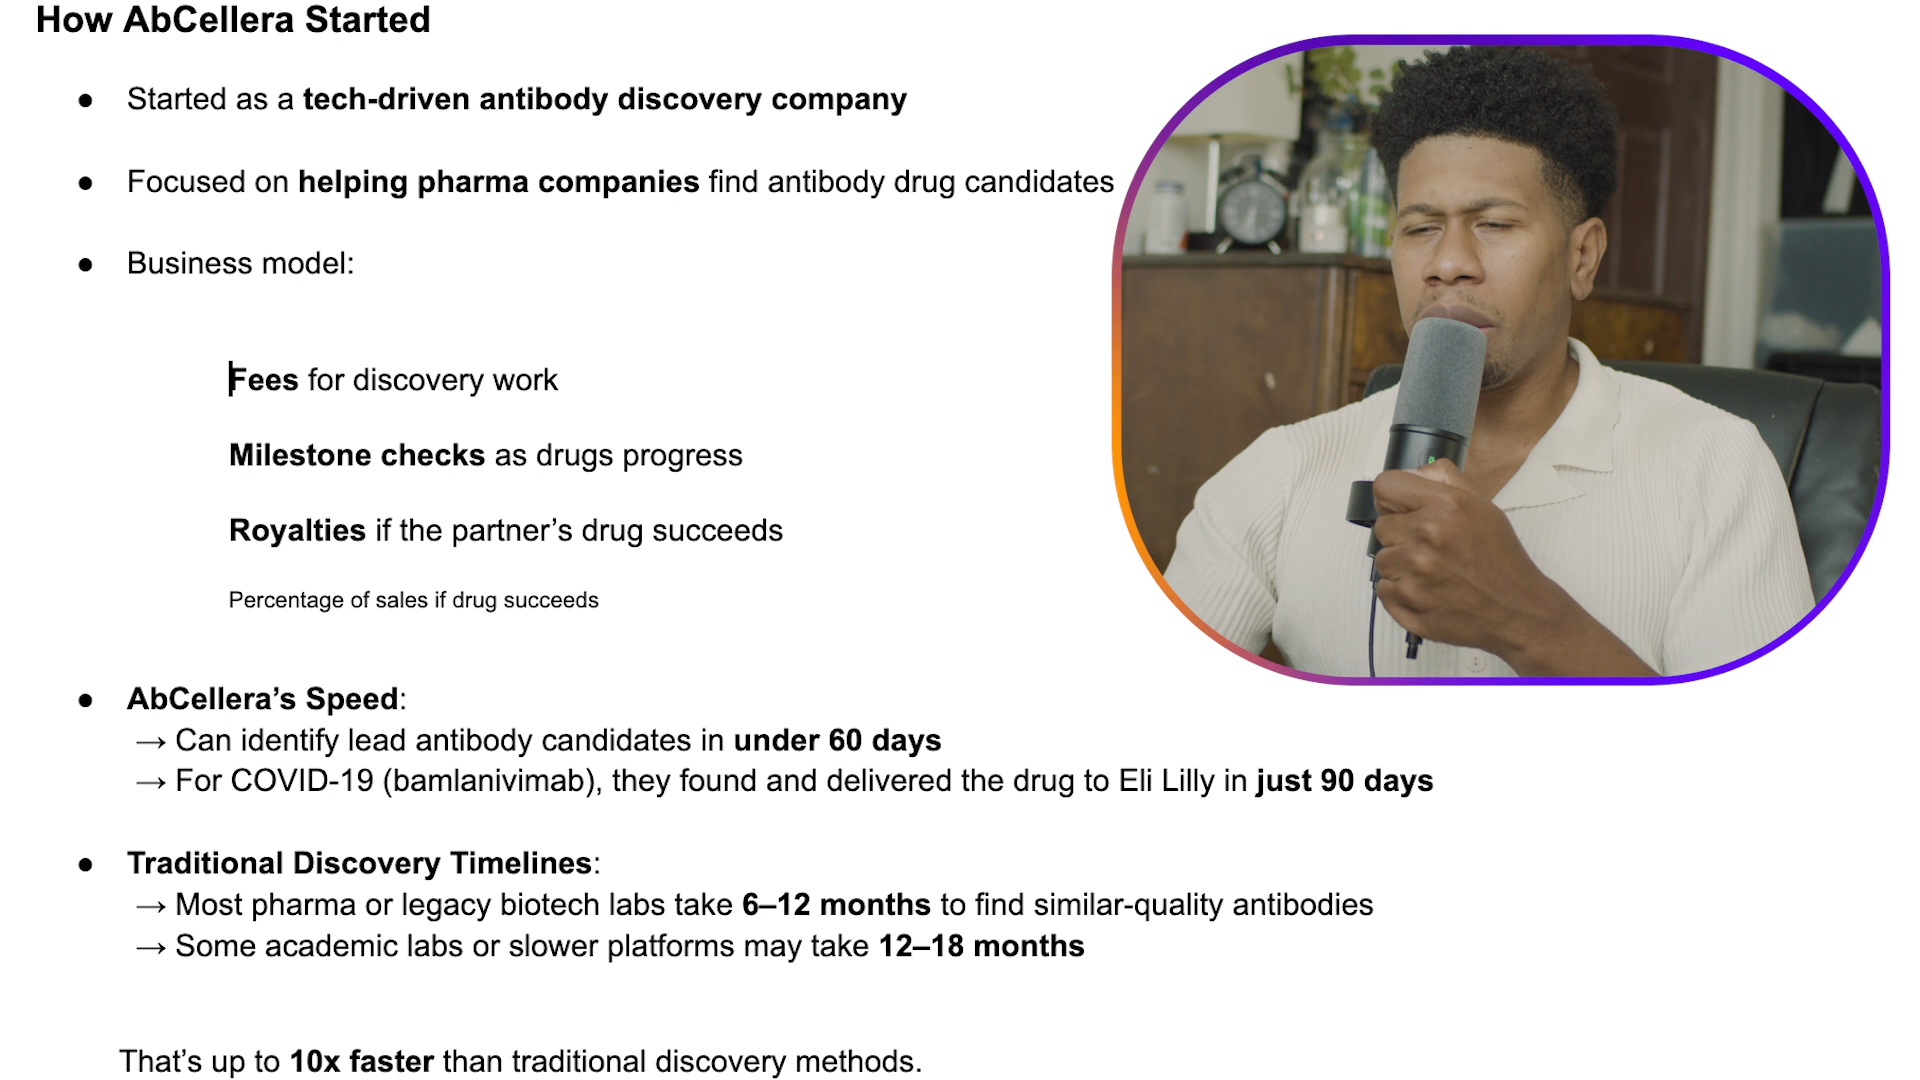 How AbCellera Started
● Started as a tech-driven antibody discovery company
● Focused on helping pharma companies find antibody drug candidates
● Business model:
Fees for discovery work
Milestone checks as drugs progress
Royalties if the partner’s drug succeeds
Percentage of sales if drug succeeds
● AbCellera’s Speed:
→ Can identify lead antibody candidates in under 60 days
→ For COVID-19 (bamlanivimab), they found and delivered the drug to Eli Lilly in just 90 days
● Traditional Discovery Timelines:
→ Most pharma or legacy biotech labs take 6–12 months to find similar-quality antibodies
→ Some academic labs or slower platforms may take 12–18 months
That’s up to 10x faster than traditional discovery methods.